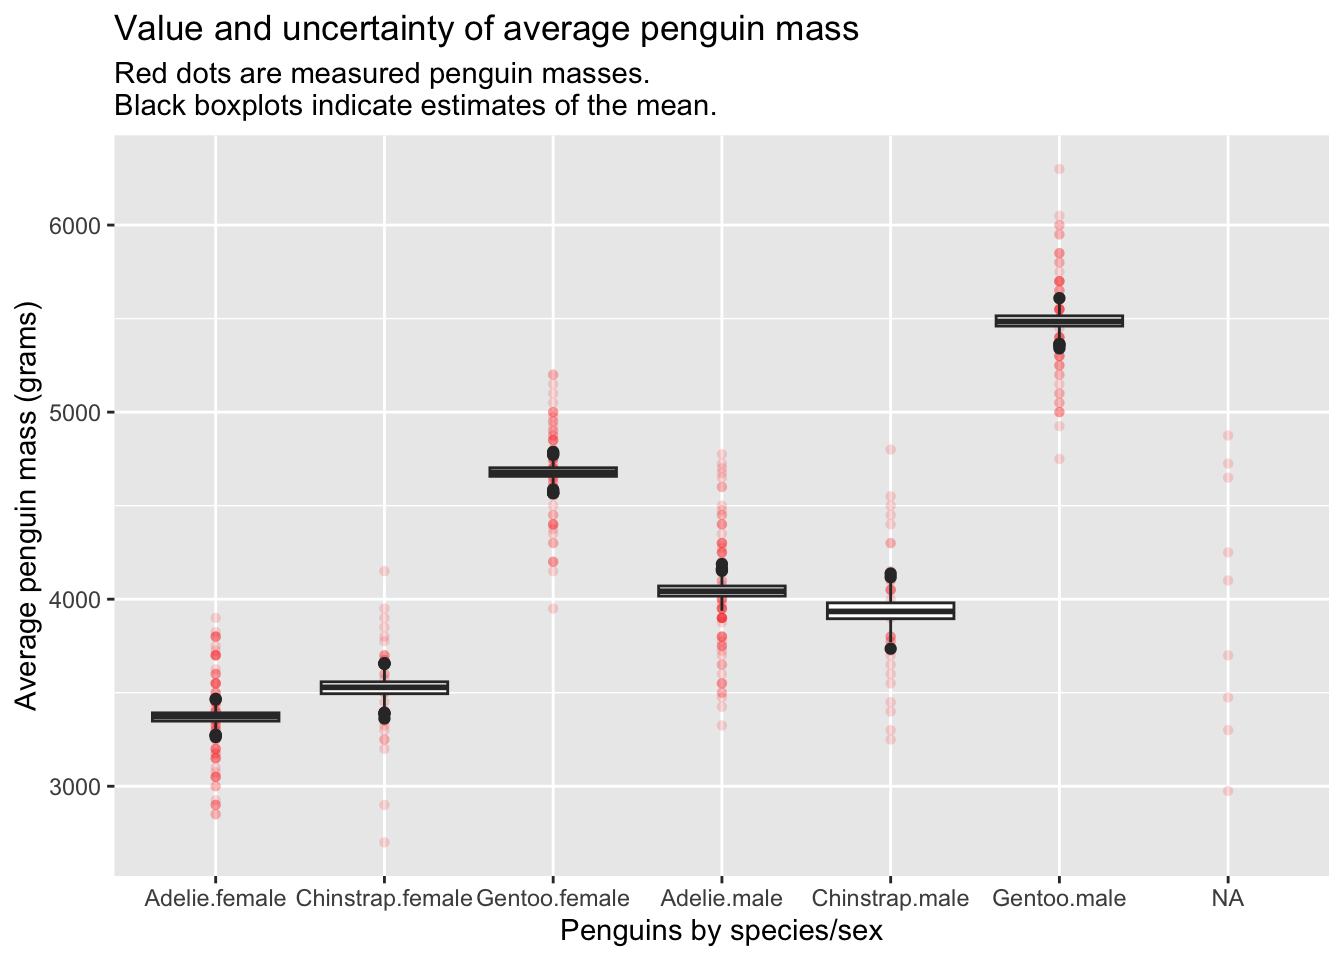 Value and uncertainty of average penguin mass
Red dots are measured penguin masses.
Black boxplots indicate estimates of the mean.
Average penguin mass (grams)
6000
5000
4000
3000
Adelie.female Chinstrap.female Gentoo.female Adelie.male Chinstrap.male Gentoo.male NA
Penguins by species/sex